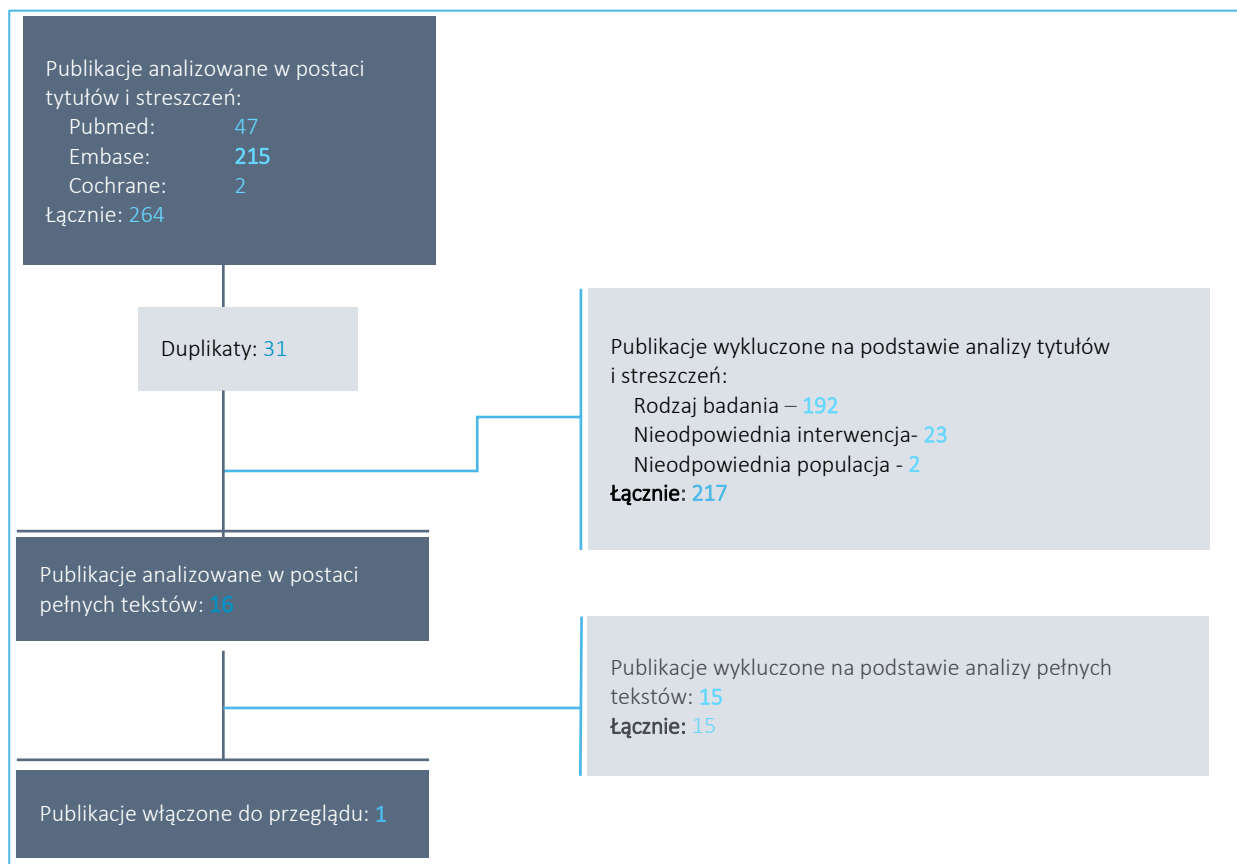 Publikacje analizowane w postaci
tytułów i streszczeń:
Pubmed: 47
Embase: 215
Cochrane: 2
Łącznie: 264
Duplikaty: 31
Publikacje wykluczone na podstawie analizy tytułów
i streszczeń:
Rodzaj badania – 192
Nieodpowiednia interwencja- 23
Nieodpowiednia populacja - 2
Łącznie: 217
Publikacje analizowane w postaci
pełnych tekstów: 16
Publikacje wykluczone na podstawie analizy pełnych
tekstów: 15
Łącznie: 15
Publikacje włączone do przeglądu: 1